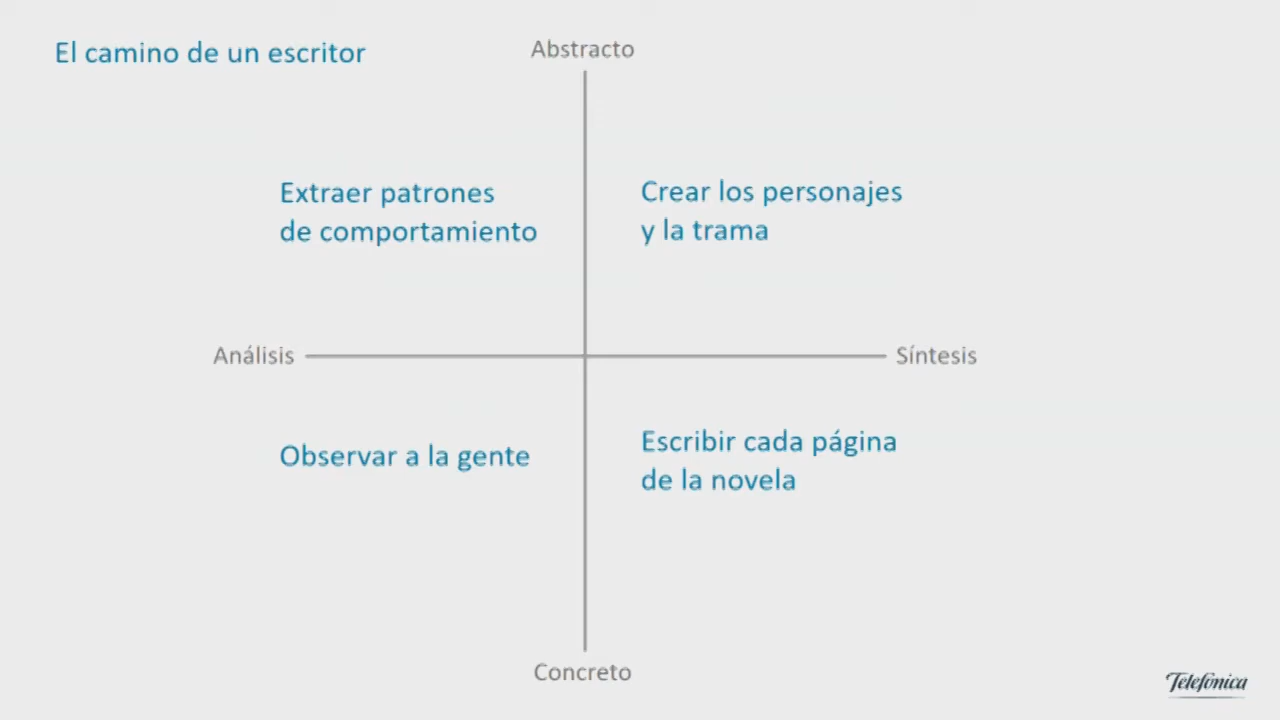 El camino de un escritor
Abstracto
Extraer patrones
de comportamiento
Crear los personajes
y la trama
Análisis
Síntesis
Observar a la gente
Escribir cada página
de la novela
Concreto
Telefónica